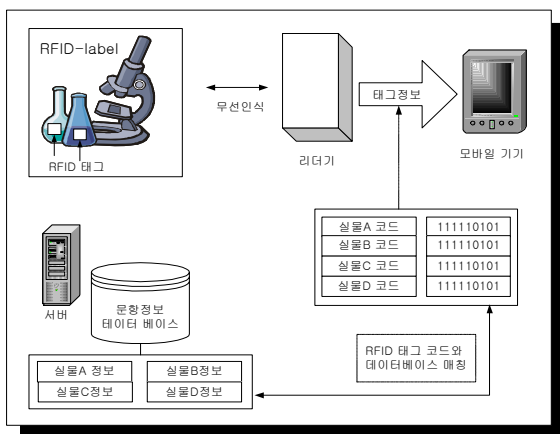 RFID-label
RFID 태그
무선인식
리더기
태그정보
모바일 기기
실물A 코드 111110101
실물B 코드 111110101
실물C 코드 111110101
실물D 코드 111110101
서버
문항정보
테이터 베이스
실물A 정보 실물B정보
실물C정보 실물D정보
RFID 태그 코드와
데이터베이스 매칭